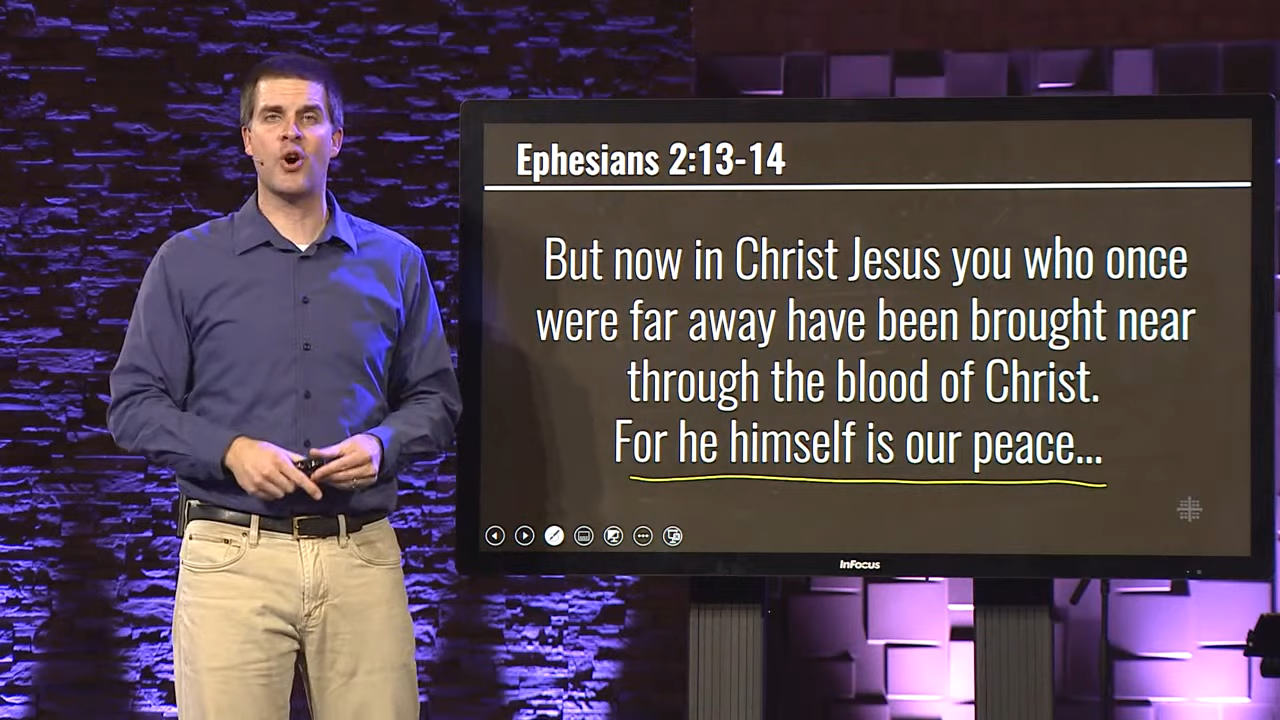 Ephesians 2:13-14
But now in Christ Jesus you who once
were far away have been brought near
through the blood of Christ.
For he himself is our peace...
InFocus